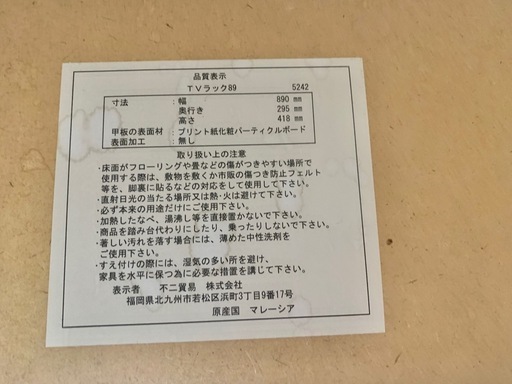 品質表示
TVラック89 5242
寸法 : 幅 890 mm
奥行き 295 mm
高さ 418 mm
甲板の表面材 : プリント紙化粧パーティクルボード
表面加工 : 無し
取り扱い上の注意
・床面がフローリングや畳などの傷がつきやすい場所で
使用する際は、敷物を敷くか市販の傷つき防止フェルト
等を、脚裏に貼るなどの対応をして使用して下さい。
・直射日光の当たる場所又は熱・火は避けて下さい。
・必ず本来の用途だけにご使用下さい。
・加熱したなべ、湯沸し等を直接置かないで下さい。
・商品を踏み台代わりにしたり、乗ったりしないで下さい。
・著しい汚れを落す場合には、薄めた中性洗剤を
ご使用下さい。
・すえ付けの際には、湿気の多い所を避け、
家具を水平に保つ為に必要な措置を講じて下さい。
表示者 不二貿易 株式会社
福岡県北九州市若松区浜町3丁目9番17号
原産国 マレーシア